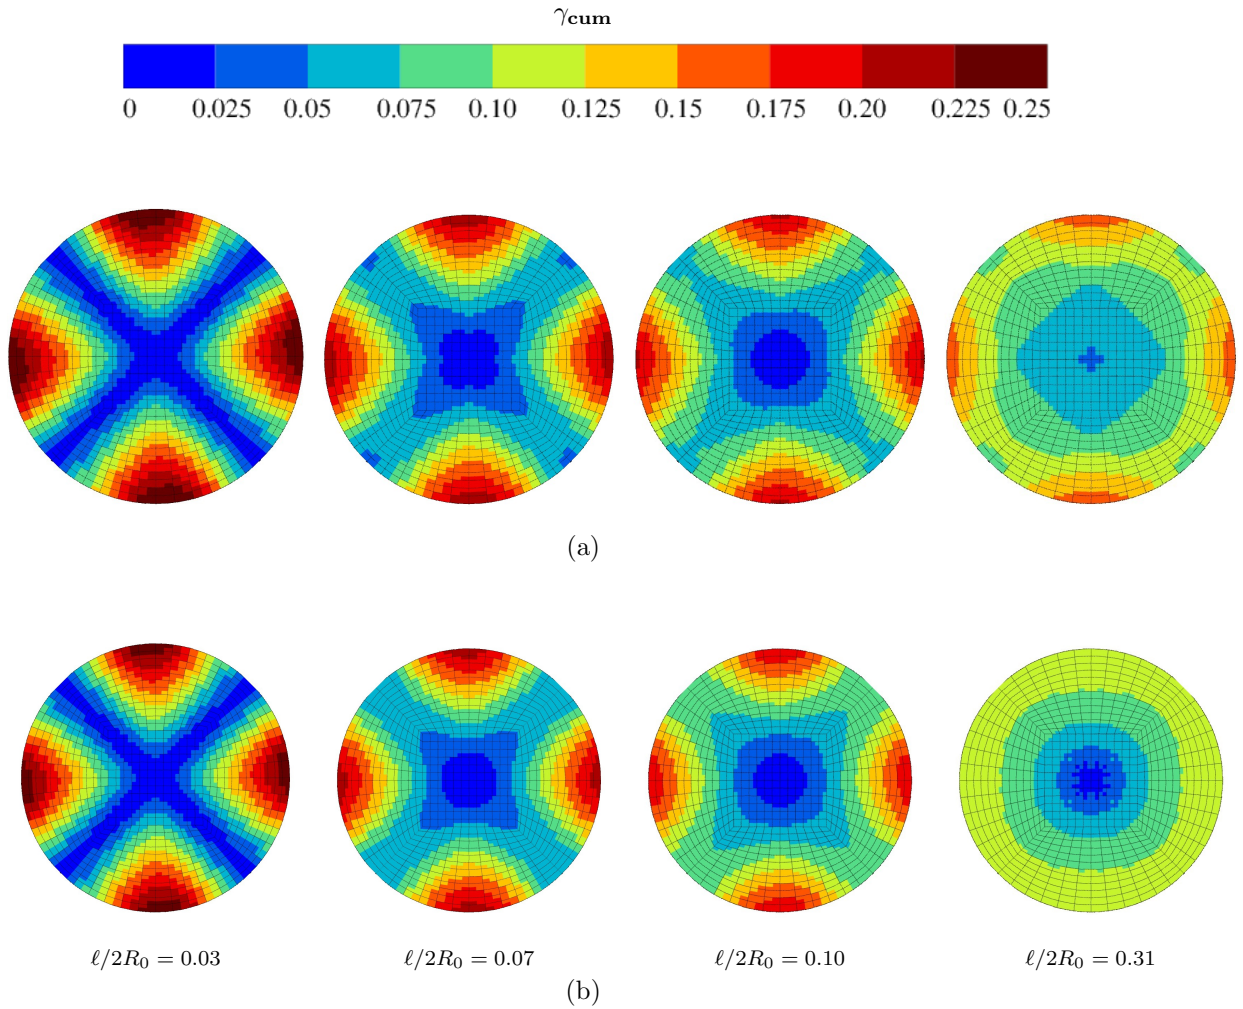 γcum
0 0.025 0.05 0.075 0.10 0.125 0.15 0.175 0.20 0.225 0.25
(a)
ℓ/2R₀ = 0.03 ℓ/2R₀ = 0.07 ℓ/2R₀ = 0.10 ℓ/2R₀ = 0.31
(b)